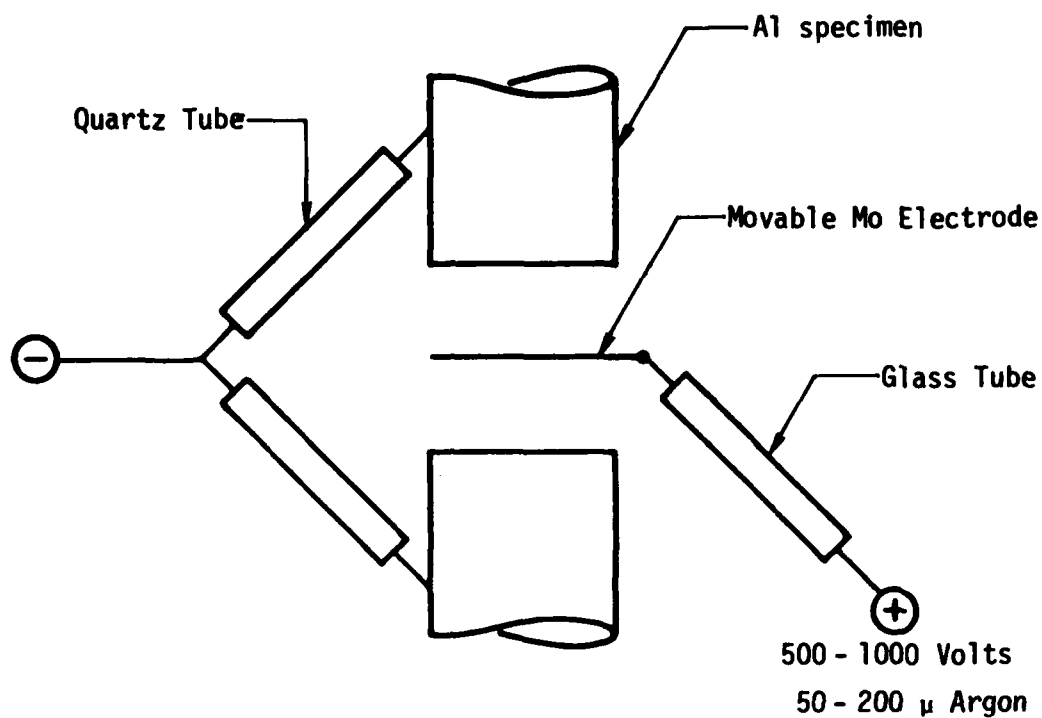 Al specimen
Quartz Tube
Movable Mo Electrode
−
Glass Tube
+
500 - 1000 Volts
50 - 200 μ Argon